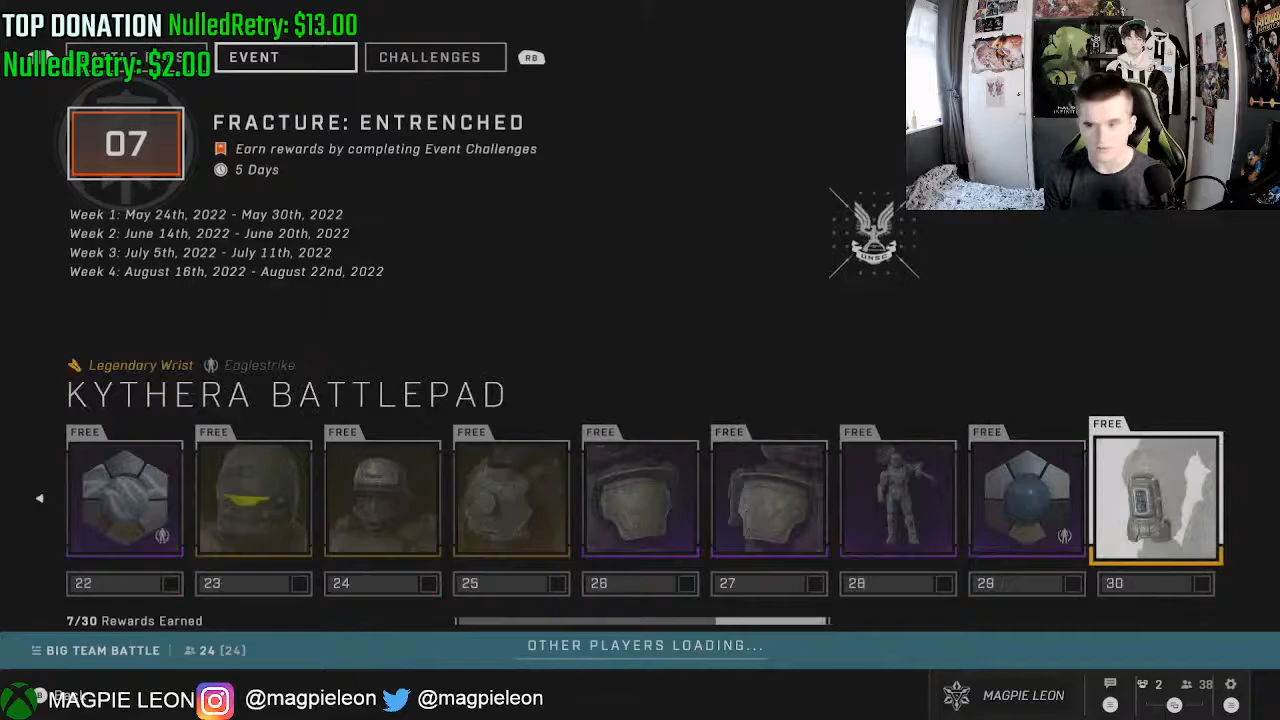 TOP DONATION NulledRetry: $13.00
NulledRetry: $2.00
EVENT
CHALLENGES
RB
07
FRACTURE: ENTRENCHED
Earn rewards by completing Event Challenges
5 Days
Week 1: May 24th, 2022 - May 30th, 2022
Week 2: June 14th, 2022 - June 20th, 2022
Week 3: July 5th, 2022 - July 11th, 2022
Week 4: August 16th, 2022 - August 22nd, 2022
UNSC
Legendary Wrist Eaglestrike
KYTHERA BATTLEPAD
FREE FREE FREE FREE FREE FREE FREE FREE FREE
22 23 24 25 26 27 28 29 30
7/30 Rewards Earned
OTHER PLAYERS LOADING...
BIG TEAM BATTLE 24 (24)
MAGPIE LEON @magpieleon @magpieleon
MAGPIE LEON
2 38